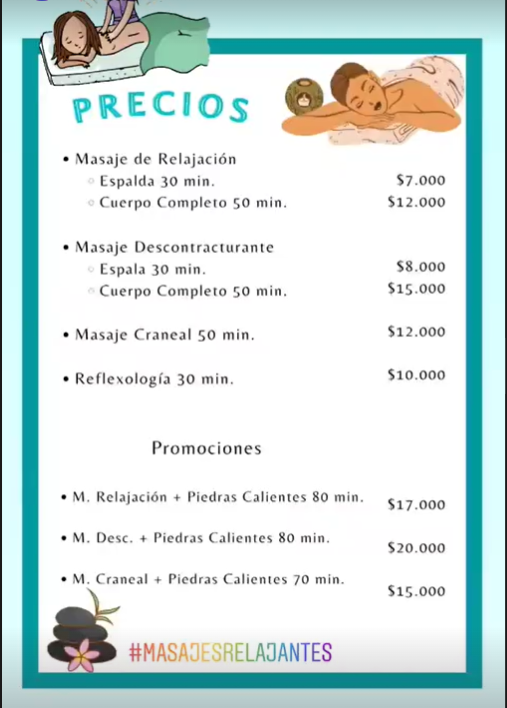 PRECIOS
• Masaje de Relajación
◦ Espalda 30 min. $7.000
◦ Cuerpo Completo 50 min. $12.000
• Masaje Descontracturante
◦ Espala 30 min. $8.000
◦ Cuerpo Completo 50 min. $15.000
• Masaje Craneal 50 min. $12.000
• Reflexología 30 min. $10.000
Promociones
• M. Relajación + Piedras Calientes 80 min. $17.000
• M. Desc. + Piedras Calientes 80 min. $20.000
• M. Craneal + Piedras Calientes 70 min. $15.000
#MASAJESRELAJANTES